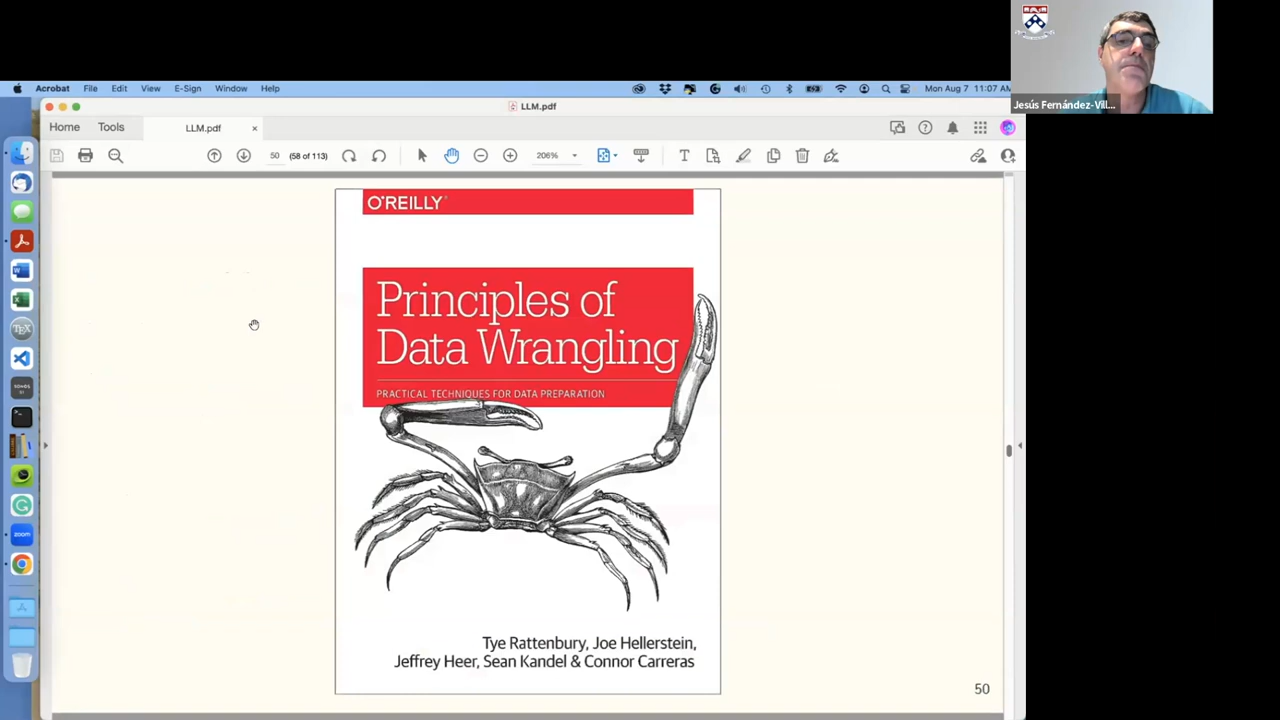 Jesús Fernández-Vill...
Acrobat File Edit View E-Sign Window Help
Mon Aug 7 11:07 AM
LLM.pdf
Home Tools LLM.pdf ×
50 (58 of 113) 206%
O'REILLY
Principles of
Data Wrangling
PRACTICAL TECHNIQUES FOR DATA PREPARATION
Tye Rattenbury, Joe Hellerstein,
Jeffrey Heer, Sean Kandel & Connor Carreras
50
TEX
zoom